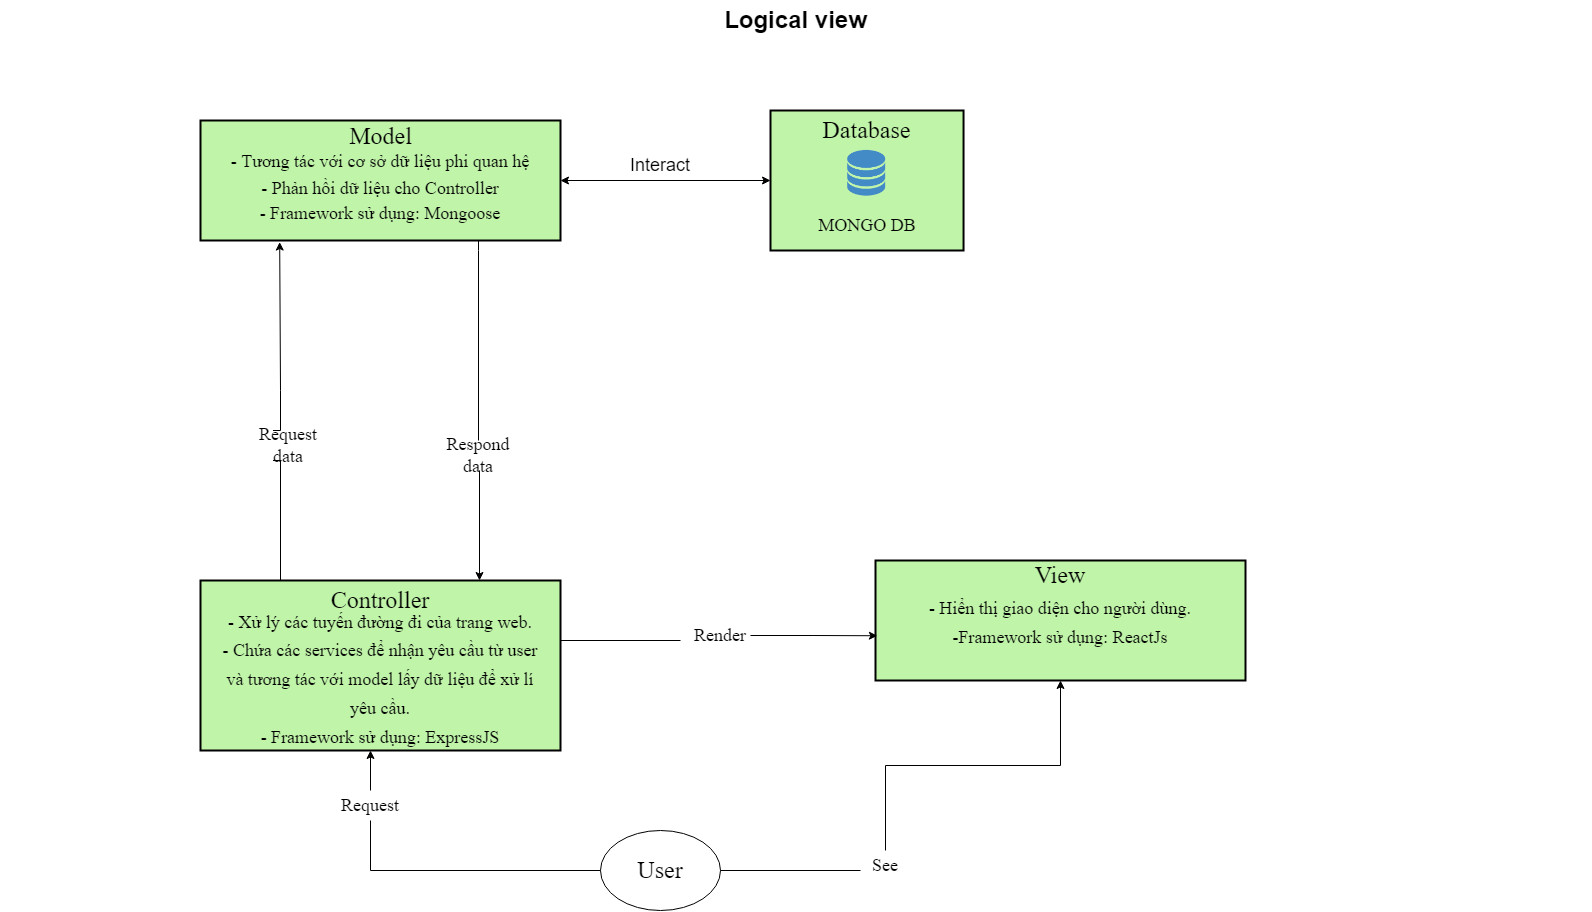 Logical view
Model
- Tương tác với cơ sở dữ liệu phi quan hệ
- Phản hồi dữ liệu cho Controller
- Framework sử dụng: Mongoose
Interact
Database
MONGO DB
Request
data
Respond
data
Controller
- Xử lý các tuyến đường đi của trang web.
- Chứa các services để nhận yêu cầu từ user
và tương tác với model lấy dữ liệu để xử lí
yêu cầu.
- Framework sử dụng: ExpressJS
Render
View
- Hiển thị giao diện cho người dùng.
-Framework sử dụng: ReactJs
Request
User
See